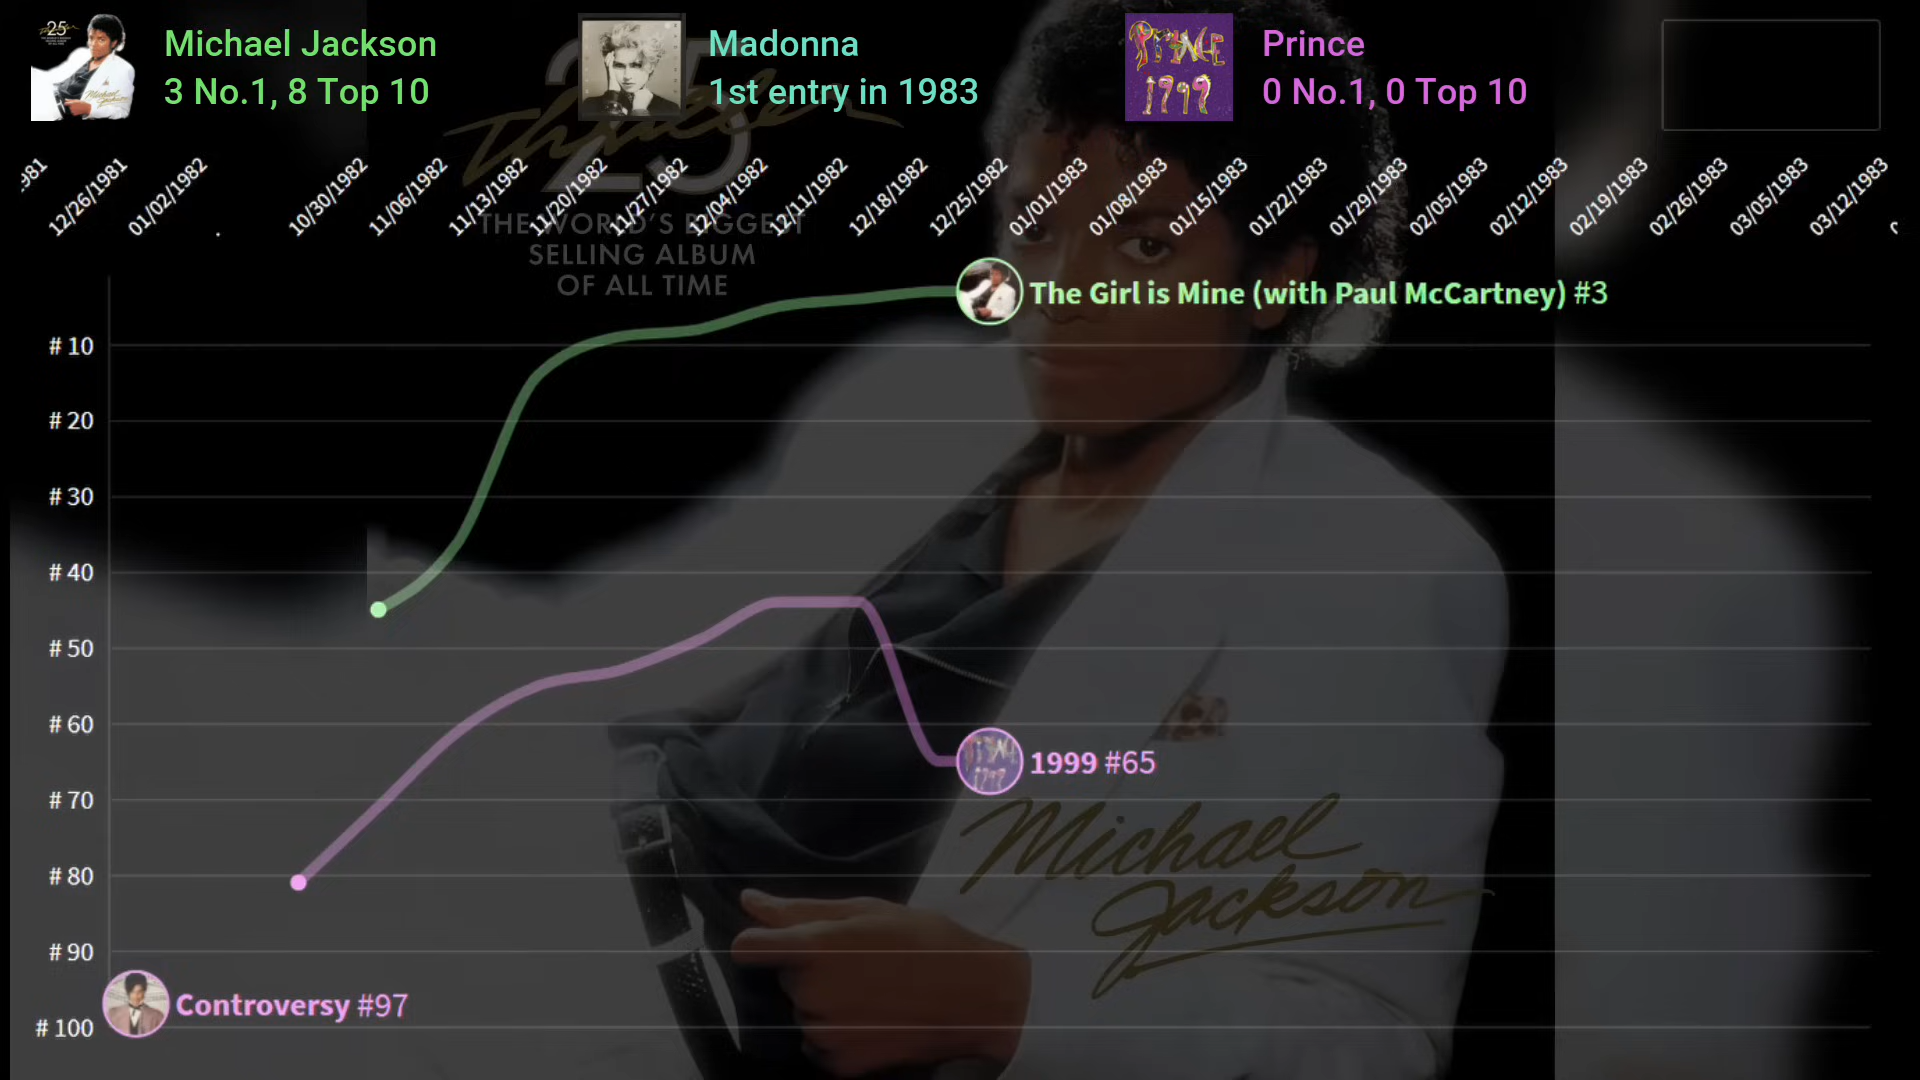 Michael Jackson
3 No.1, 8 Top 10
Madonna
1st entry in 1983
PRINCE
1999
Prince
0 No.1, 0 Top 10
25
Thriller
25
THE WORLD'S BIGGEST
SELLING ALBUM
OF ALL TIME
981
12/26/1981
01/02/1982
10/30/1982
11/06/1982
11/13/1982
11/20/1982
11/27/1982
12/04/1982
12/11/1982
12/18/1982
12/25/1982
01/01/1983
01/08/1983
01/15/1983
01/22/1983
01/29/1983
02/05/1983
02/12/1983
02/19/1983
02/26/1983
03/05/1983
03/12/1983
The Girl is Mine (with Paul McCartney) #3
# 10
# 20
# 30
# 40
# 50
# 60
1999 #65
# 70
Michael
Jackson
# 80
# 90
Controversy #97
# 100